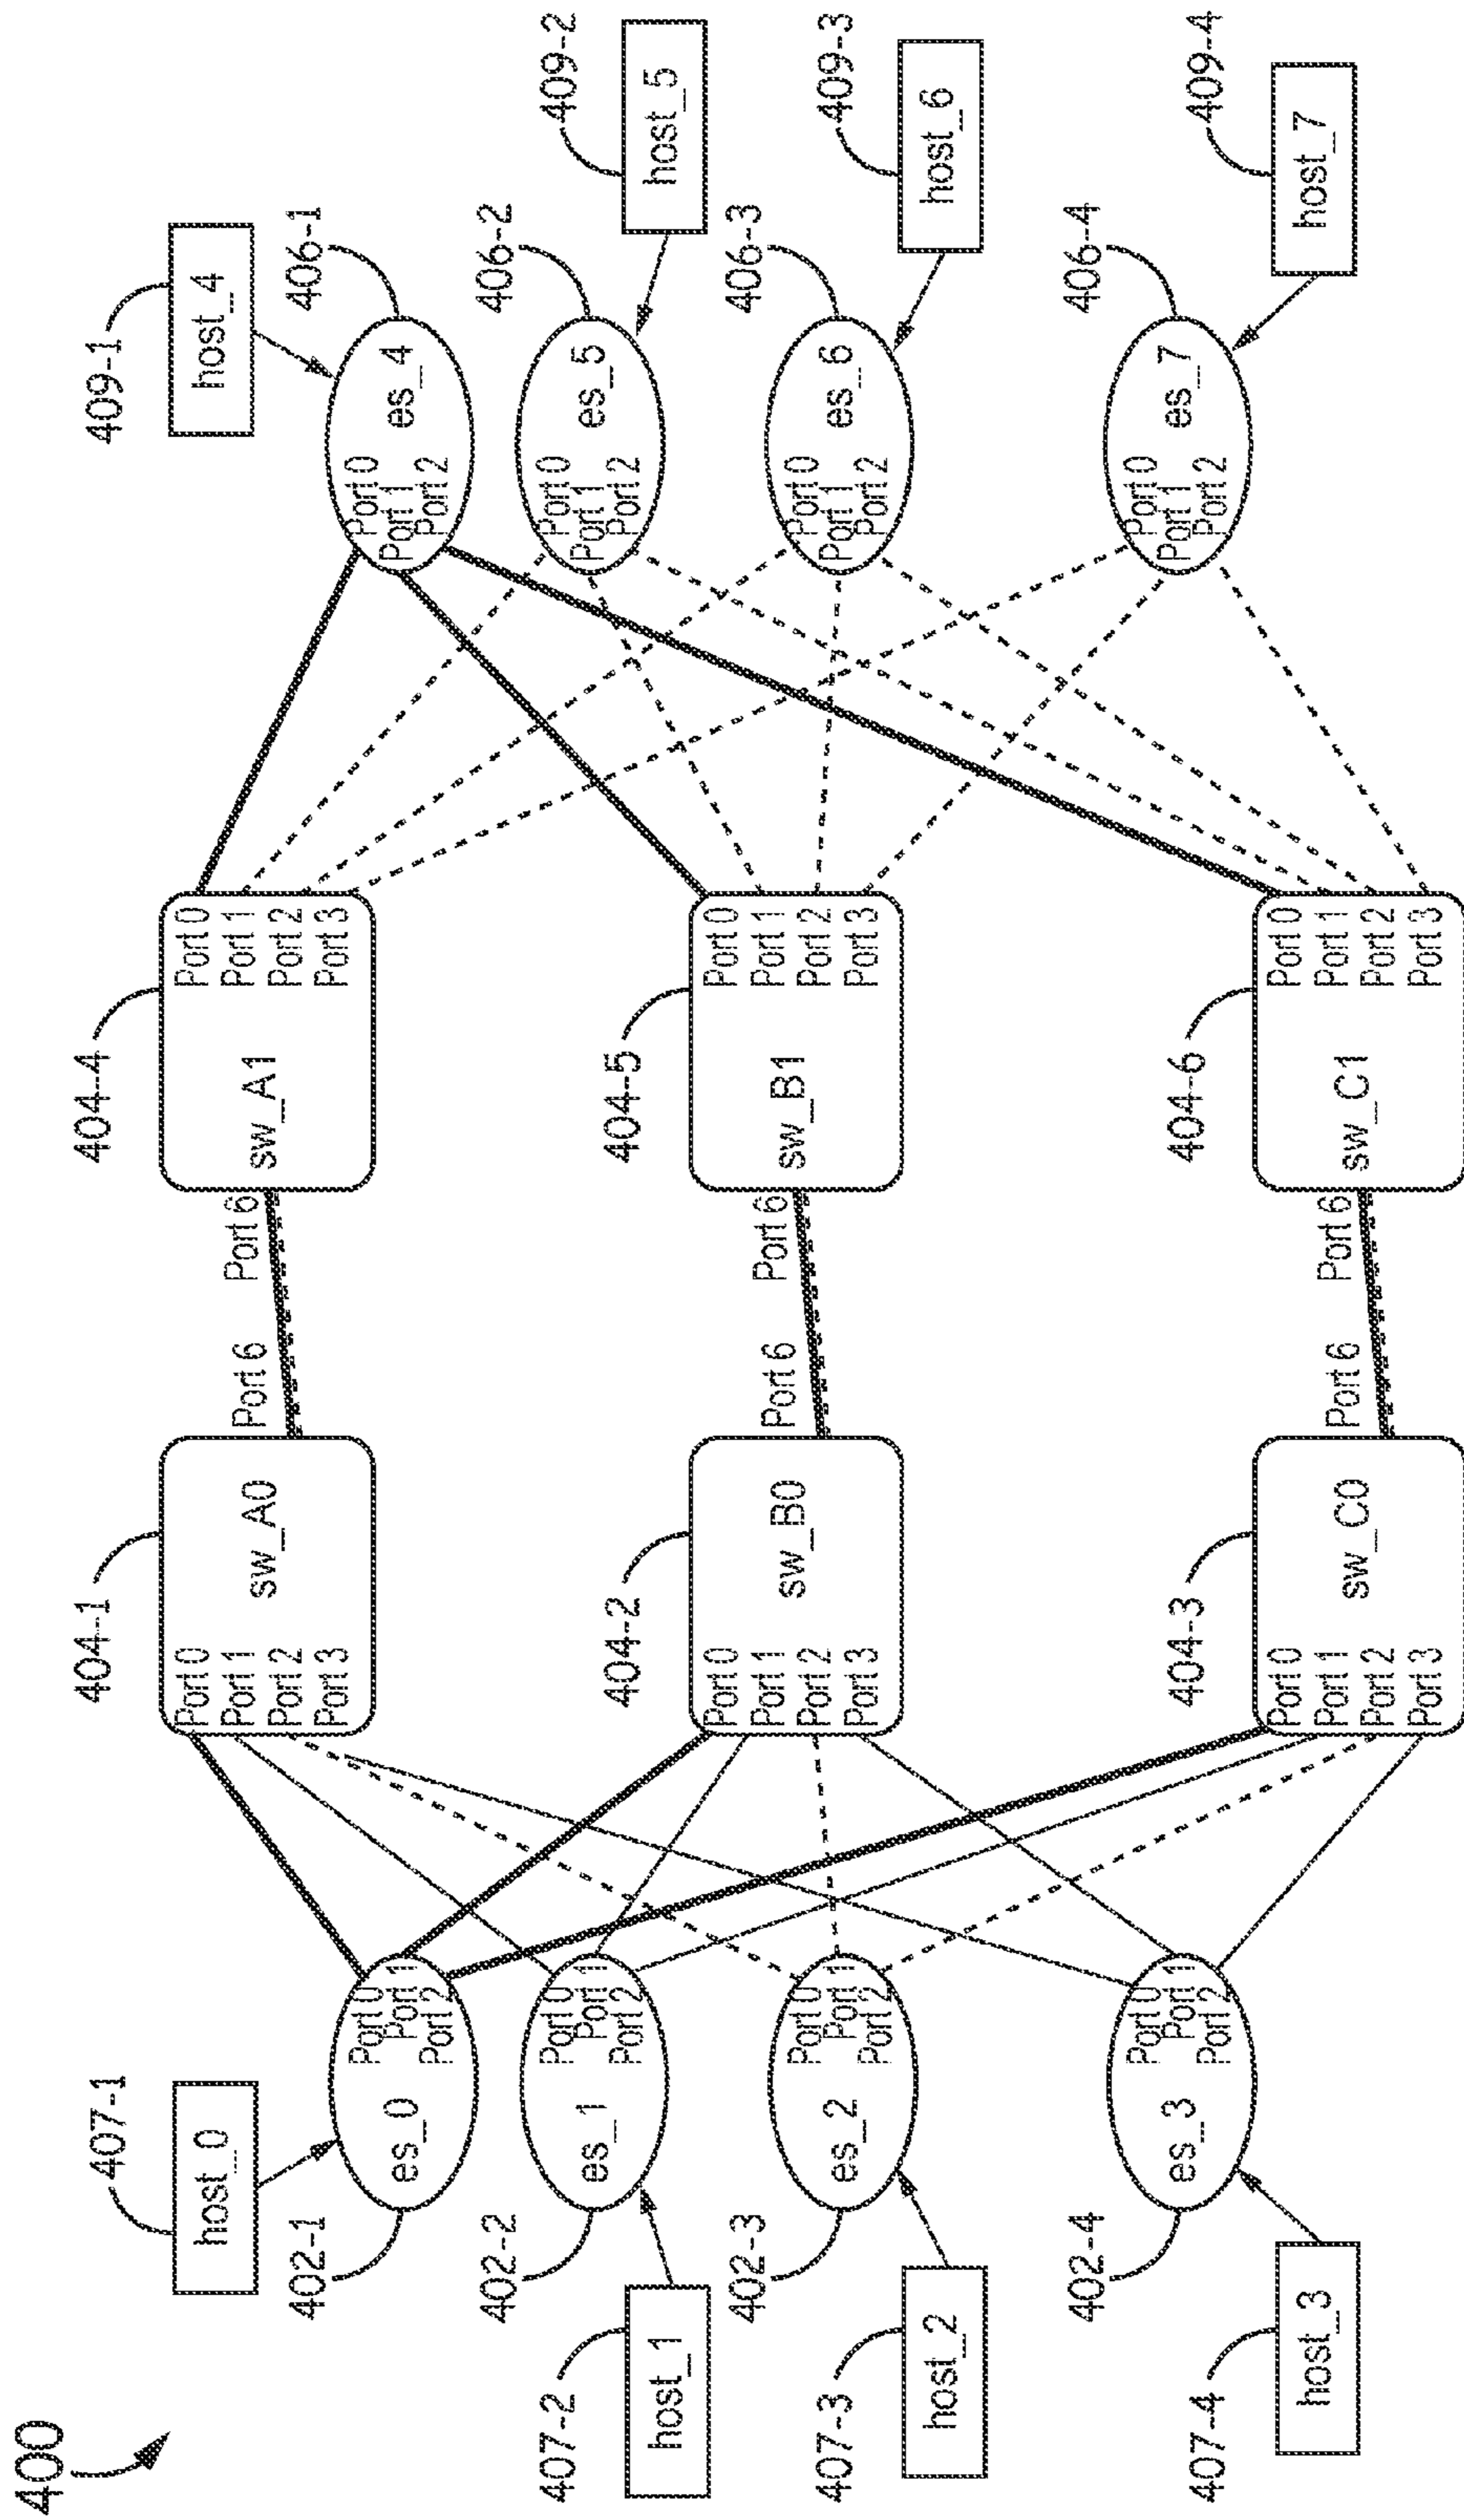 400
407-1
host_0
402-1
es_0
Port 0
Port 1
Port 2
407-2
host_1
402-2
es_1
Port 0
Port 1
Port 2
407-3
host_2
402-3
es_2
Port 0
Port 1
Port 2
407-4
host_3
402-4
es_3
Port 0
Port 1
Port 2
404-1
sw_A0
Port 0
Port 1
Port 2
Port 3
Port 6
404-2
sw_B0
Port 0
Port 1
Port 2
Port 3
Port 6
404-3
sw_C0
Port 0
Port 1
Port 2
Port 3
Port 6
404-4
Port 6
sw_A1
Port 0
Port 1
Port 2
Port 3
404-5
Port 6
sw_B1
Port 0
Port 1
Port 2
Port 3
404-6
Port 6
sw_C1
Port 0
Port 1
Port 2
Port 3
409-1
host_4
406-1
Port 0
Port 1
Port 2
es_4
409-2
host_5
406-2
Port 0
Port 1
Port 2
es_5
409-3
host_6
406-3
Port 0
Port 1
Port 2
es_6
409-4
host_7
406-4
Port 0
Port 1
Port 2
es_7